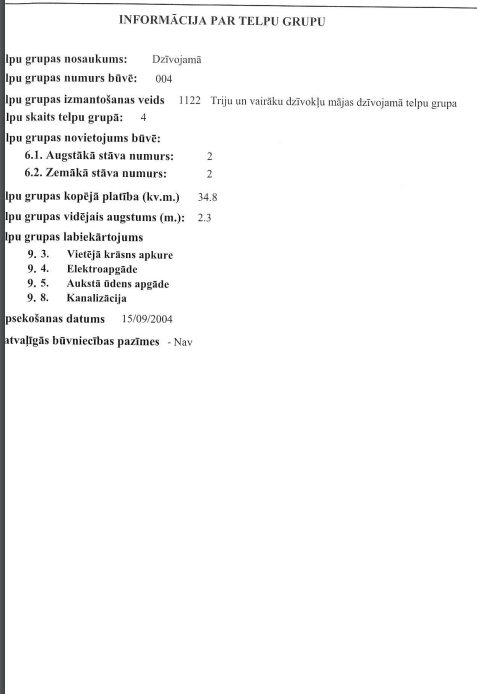 INFORMĀCIJA PAR TELPU GRUPU
lpu grupas nosaukums: Dzīvojamā
lpu grupas numurs būvē: 004
lpu grupas izmantošanas veids 1122 Triju un vairāku dzīvokļu mājas dzīvojamā telpu grupa
lpu skaits telpu grupā: 4
lpu grupas novietojums būvē:
6.1. Augstākā stāva numurs: 2
6.2. Zemākā stāva numurs: 2
lpu grupas kopējā platība (kv.m.) 34.8
lpu grupas vidējais augstums (m.): 2.3
lpu grupas labiekārtojums
9. 3. Vietējā krāsns apkure
9. 4. Elektroapgāde
9. 5. Aukstā ūdens apgāde
9. 8. Kanalizācija
psekošanas datums 15/09/2004
atvaļīgās būvniecības pazīmes - Nav